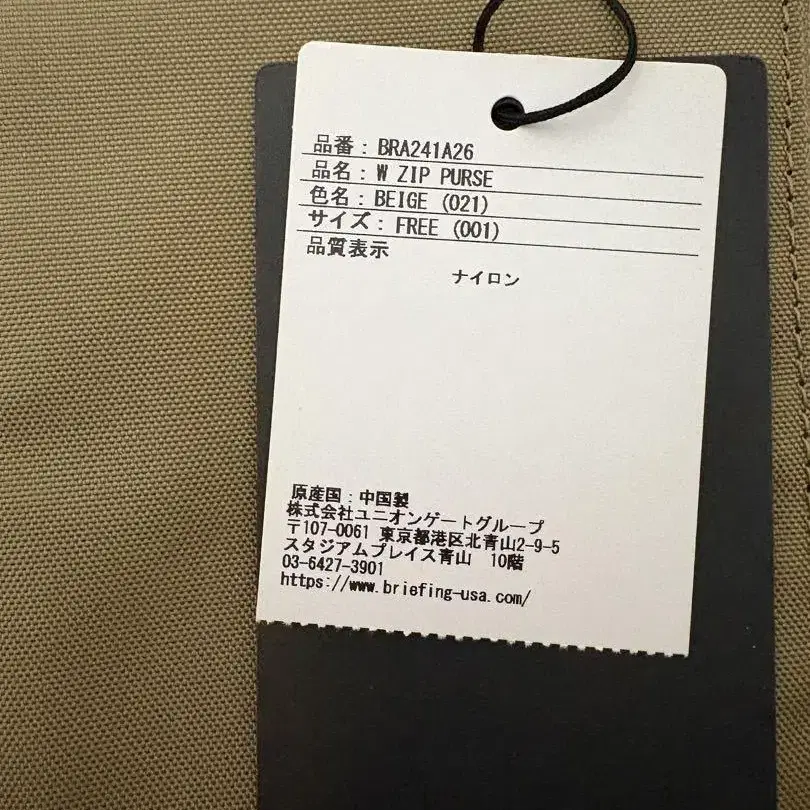 品番：BRA241A26
品名：W ZIP PURSE
色名：BEIGE (021)
サイズ：FREE (001)
品質表示
ナイロン
原産国：中国製
株式会社ユニオンゲートグループ
〒107-0061 東京都港区北青山2-9-5
スタジアムプレイス青山 10階
03-6427-3901
https://www.briefing-usa.com/